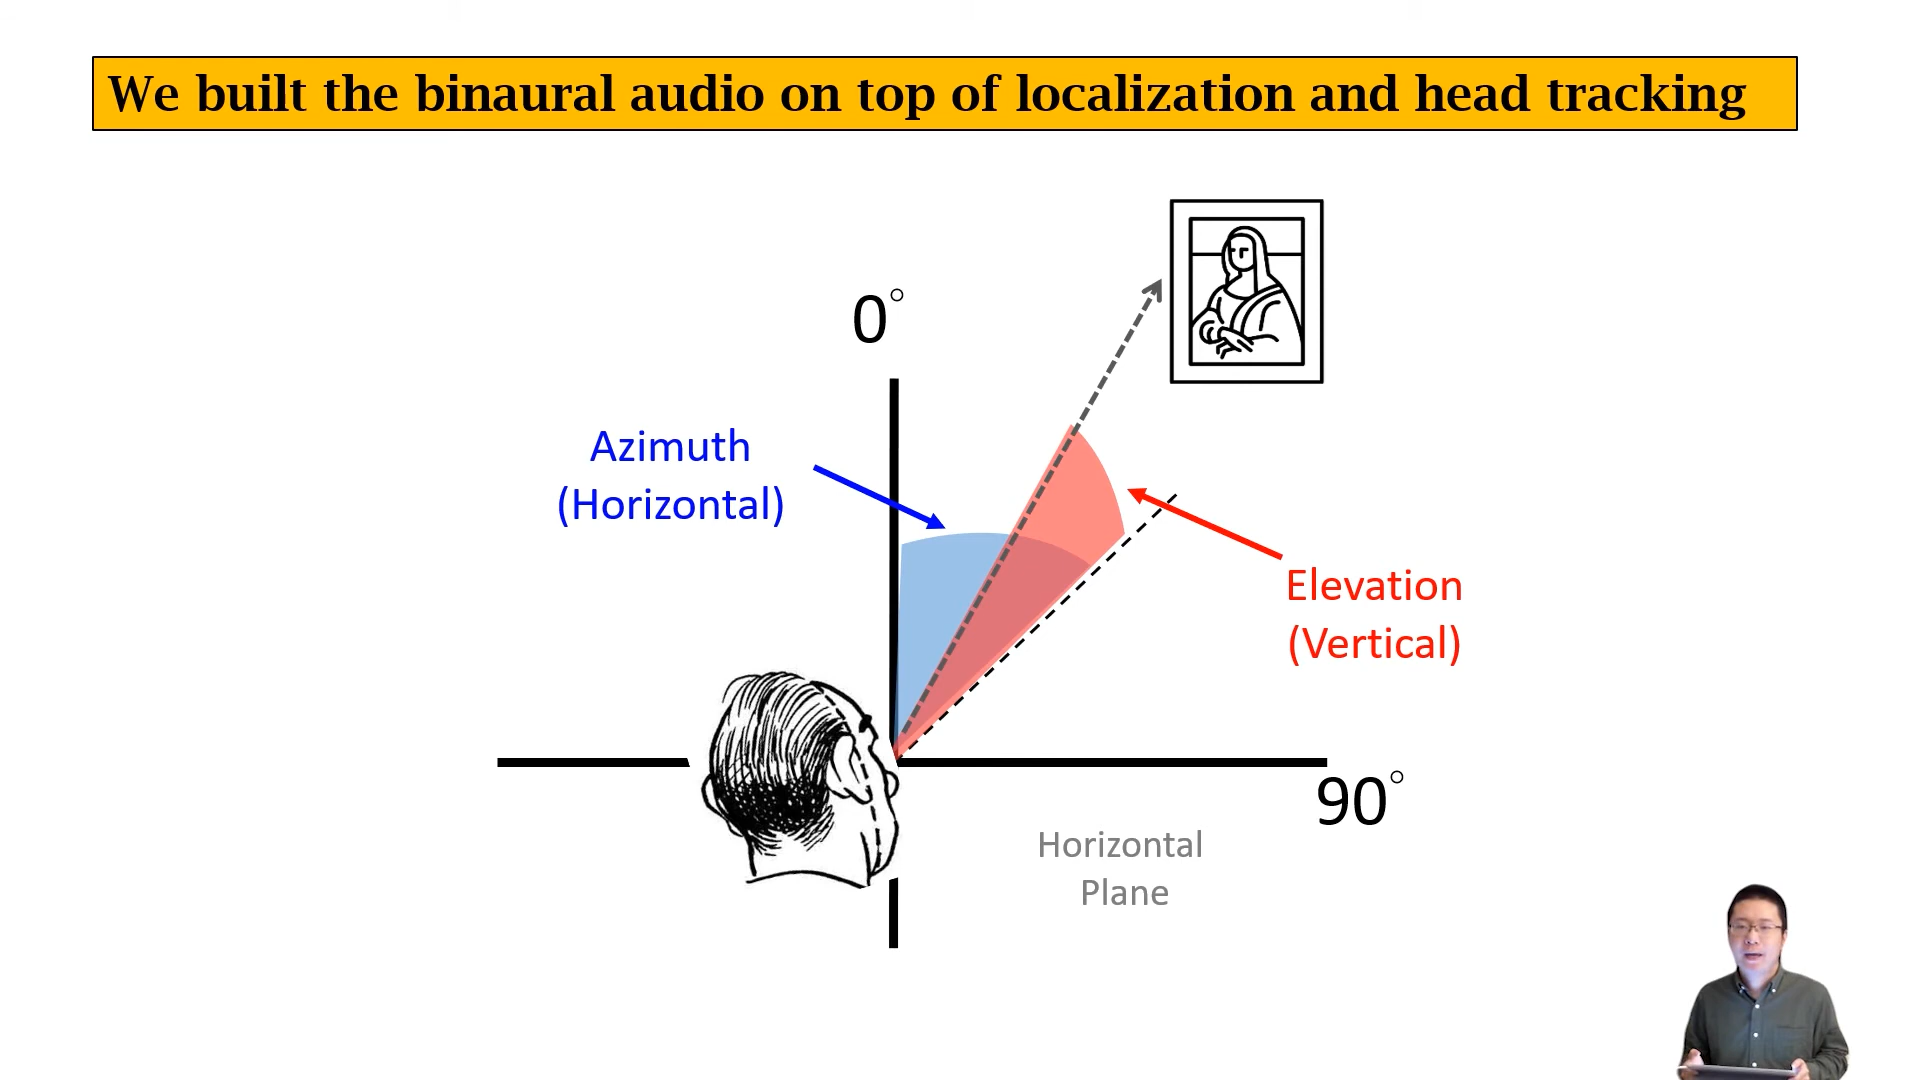 We built the binaural audio on top of localization and head tracking
0°
Azimuth
(Horizontal)
Elevation
(Vertical)
90°
Horizontal
Plane